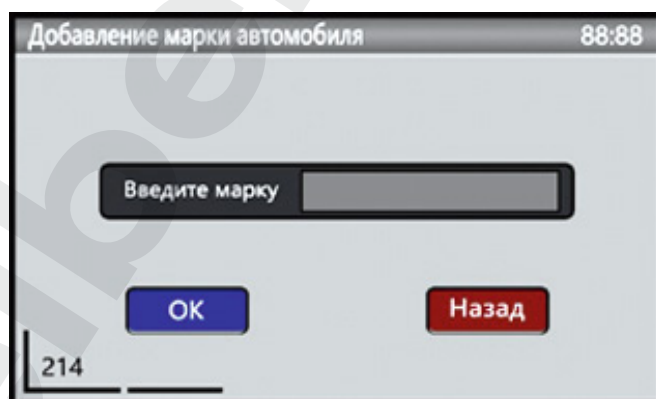 Добавление марки автомобиля 88:88
Введите марку
OK Назад
214